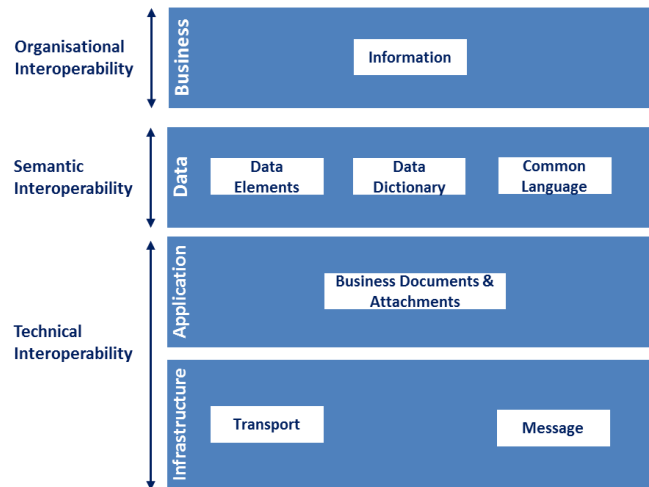 Organisational
Interoperability
Business
Information
Semantic
Interoperability
Data
Data
Elements
Data
Dictionary
Common
Language
Technical
Interoperability
Application
Business Documents &
Attachments
Infrastructure
Transport
Message